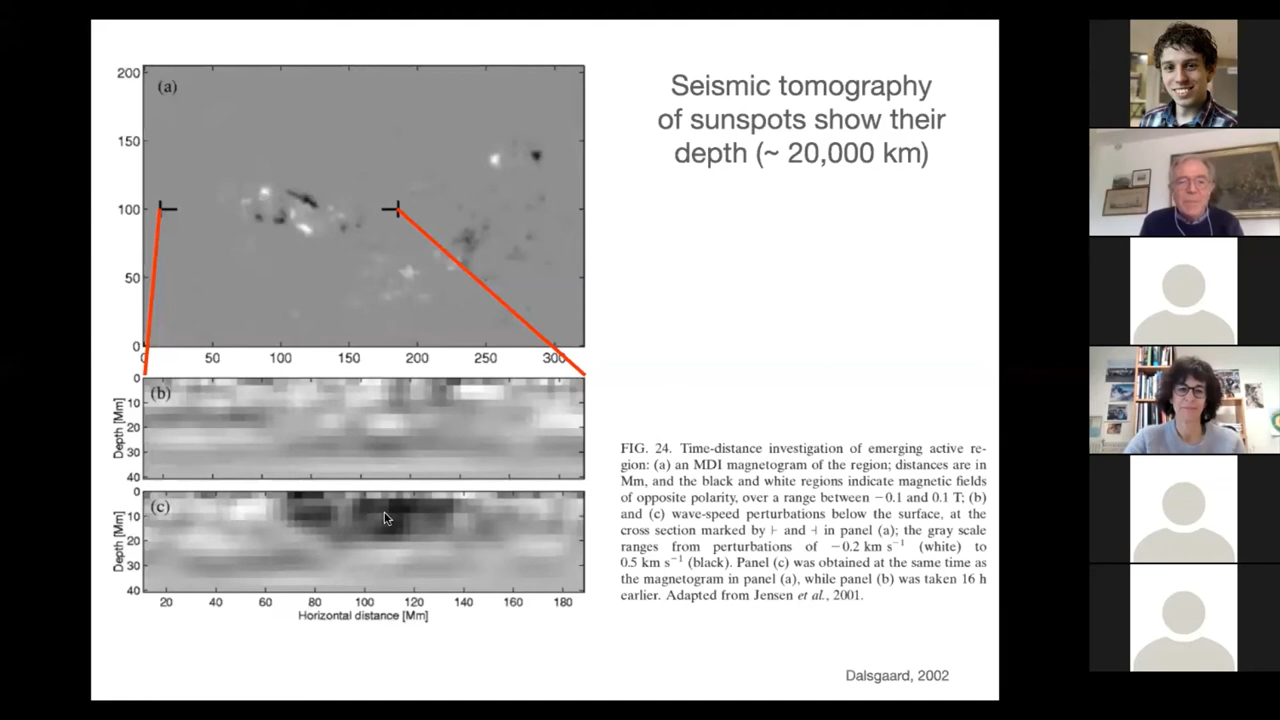 Seismic tomography
of sunspots show their
depth (~ 20,000 km)
200
(a)
150
100
50
0
0 50 100 150 200 250 300
0
(b)
10
20
30
40
Depth [Mm]
0
(c)
10
20
30
40
Depth [Mm]
20 40 60 80 100 120 140 160 180
Horizontal distance [Mm]
FIG. 24. Time-distance investigation of emerging active re-
gion: (a) an MDI magnetogram of the region; distances are in
Mm, and the black and white regions indicate magnetic fields
of opposite polarity, over a range between −0.1 and 0.1 T; (b)
and (c) wave-speed perturbations below the surface, at the
cross section marked by ⊢ and ⊣ in panel (a); the gray scale
ranges from perturbations of −0.2 km s⁻¹ (white) to
0.5 km s⁻¹ (black). Panel (c) was obtained at the same time as
the magnetogram in panel (a), while panel (b) was taken 16 h
earlier. Adapted from Jensen et al., 2001.
Dalsgaard, 2002